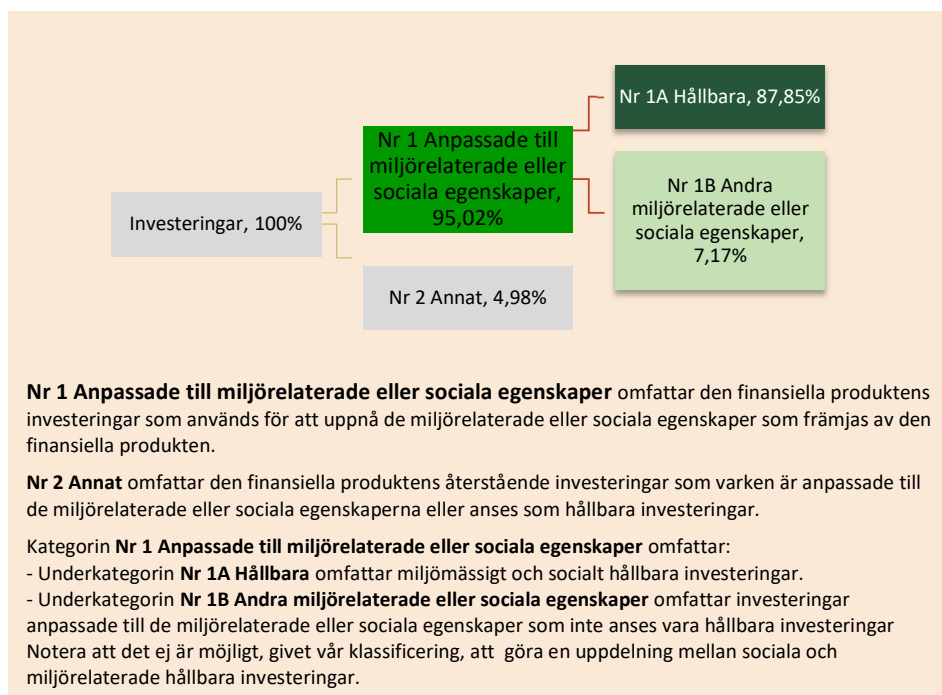 Investeringar, 100%
Nr 1 Anpassade till
miljörelaterade eller
sociala egenskaper,
95,02%
Nr 2 Annat, 4,98%
Nr 1A Hållbara, 87,85%
Nr 1B Andra
miljörelaterade eller
sociala egenskaper,
7,17%
Nr 1 Anpassade till miljörelaterade eller sociala egenskaper omfattar den finansiella produktens
investeringar som används för att uppnå de miljörelaterade eller sociala egenskaper som främjas av den
finansiella produkten.
Nr 2 Annat omfattar den finansiella produktens återstående investeringar som varken är anpassade till
de miljörelaterade eller sociala egenskaperna eller anses som hållbara investeringar.
Kategorin Nr 1 Anpassade till miljörelaterade eller sociala egenskaper omfattar:
- Underkategorin Nr 1A Hållbara omfattar miljömässigt och socialt hållbara investeringar.
- Underkategorin Nr 1B Andra miljörelaterade eller sociala egenskaper omfattar investeringar
anpassade till de miljörelaterade eller sociala egenskaper som inte anses vara hållbara investeringar
Notera att det ej är möjligt, givet vår klassificering, att göra en uppdelning mellan sociala och
miljörelaterade hållbara investeringar.